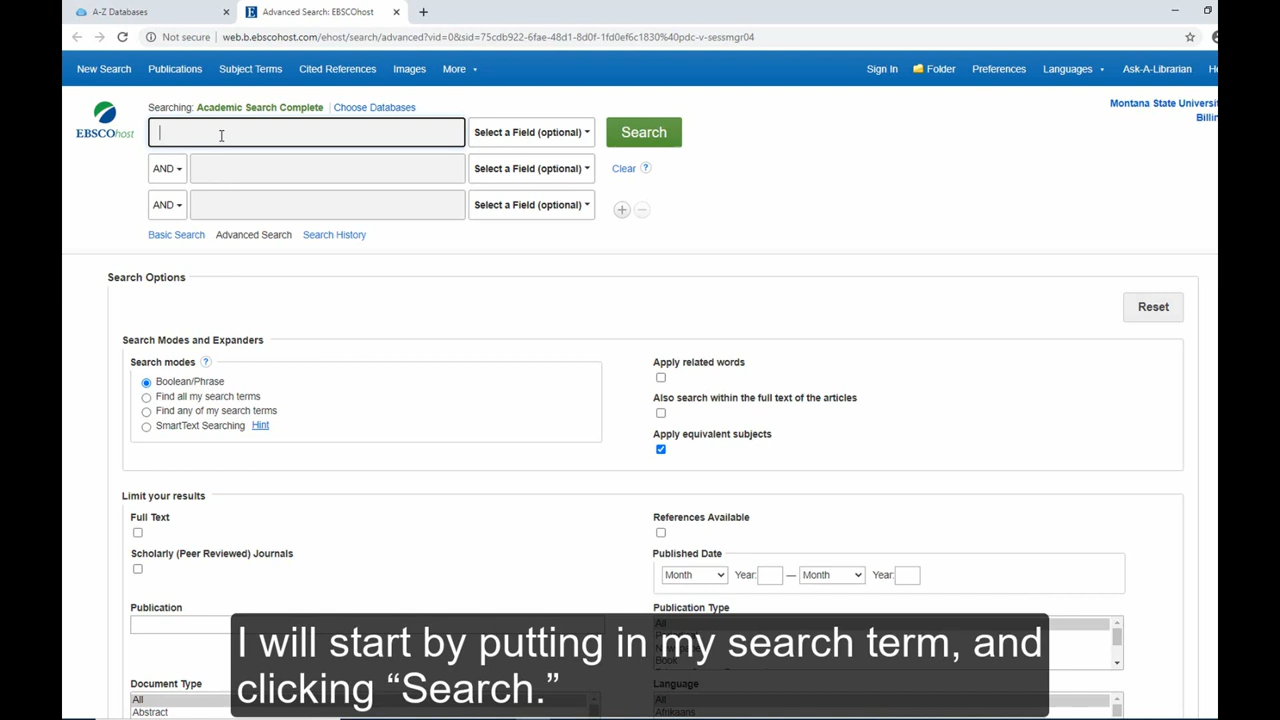 A-Z Databases
Advanced Search: EBSCOhost
Not secure
web.b.ebscohost.com/ehost/search/advanced?vid=0&sid=75cdb922-6fae-48d1-8d0f-1fd0ef6c1830%40pdc-v-sessmgr04
New Search Publications Subject Terms Cited References Images More Sign In Folder Preferences Languages Ask-A-Librarian
EBSCOhost
Searching: Academic Search Complete Choose Databases
Montana State Universit
Billin
Select a Field (optional) Search
AND Select a Field (optional) Clear ?
AND Select a Field (optional)
Basic Search Advanced Search Search History
Search Options
Reset
Search Modes and Expanders
Search modes ?
Boolean/Phrase
Find all my search terms
Find any of my search terms
SmartText Searching Hint
Apply related words
Also search within the full text of the articles
Apply equivalent subjects
Limit your results
Full Text
References Available
Scholarly (Peer Reviewed) Journals
Published Date
Month Year: — Month Year:
Publication
Publication Type
All
Book
Document Type
All
Abstract
Language
All
Afrikaans
I will start by putting in my search term, and
clicking “Search.”